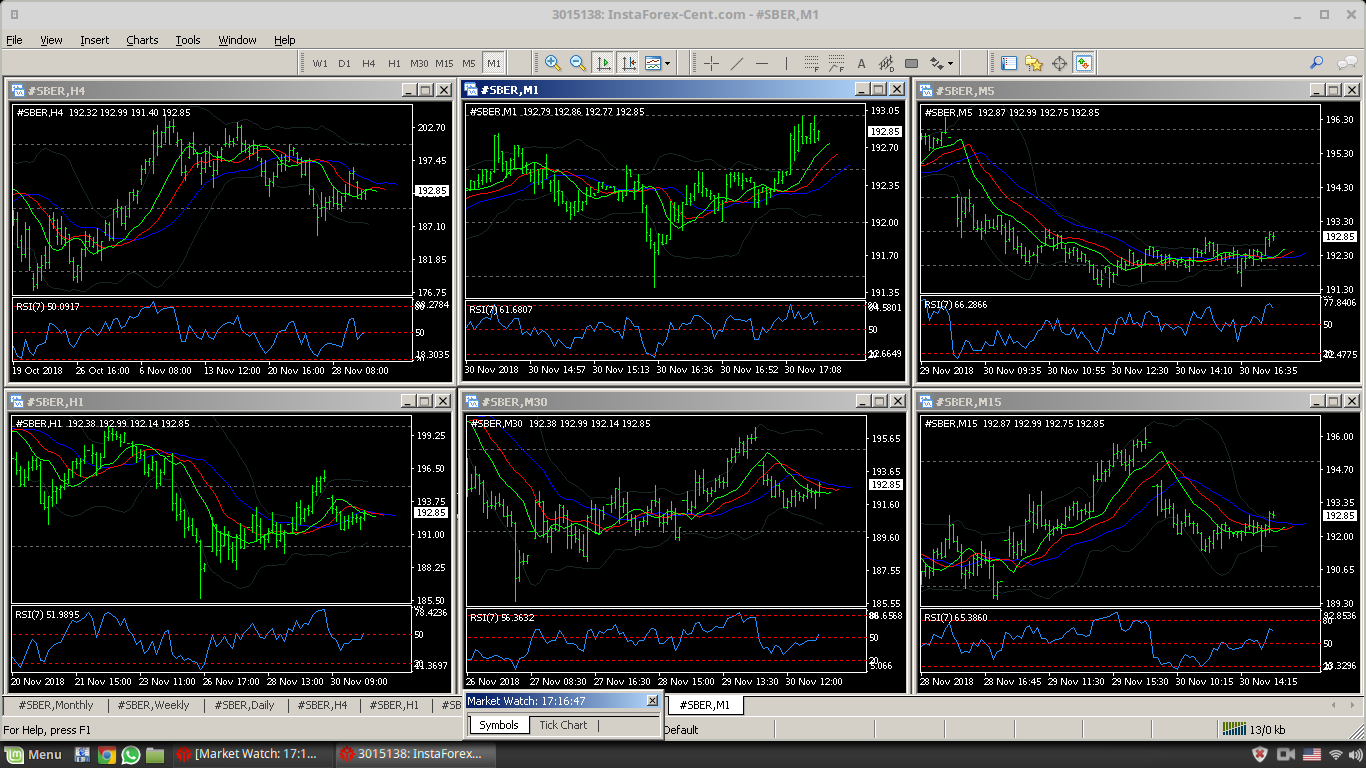 3015138: InstaForex-Cent.com - #SBER,M1
File View Insert Charts Tools Window Help
W1 D1 H4 H1 M30 M15 M5 M1
#SBER,H4
#SBER,H4 192.32 192.99 191.40 192.85
202.70
197.45
192.85
187.10
181.85
176.75
RSI(7) 50.0917
50
19 Oct 2018 26 Oct 16:00 6 Nov 08:00 13 Nov 12:00 20 Nov 16:00 28 Nov 08:00
#SBER,M1
#SBER,M1 192.79 192.86 192.77 192.85
193.05
192.85
192.70
192.35
192.00
191.70
191.35
RSI(7) 61.6807
50
30 Nov 2018 30 Nov 14:57 30 Nov 15:13 30 Nov 16:36 30 Nov 16:52 30 Nov 17:08
#SBER,M5
#SBER,M5 192.87 192.99 192.75 192.85
196.30
195.30
194.30
193.30
192.85
192.30
191.30
RSI(7) 66.2866
77.8406
50
29 Nov 2018 30 Nov 09:35 30 Nov 10:55 30 Nov 12:50 30 Nov 14:10 30 Nov 16:35
#SBER,H1
#SBER,H1 192.38 192.99 192.14 192.85
199.25
196.50
193.75
192.85
191.00
188.25
185.50
RSI(7) 51.9895
78.4236
50
20 Nov 2018 21 Nov 15:00 23 Nov 11:00 26 Nov 17:00 28 Nov 13:00 30 Nov 09:00
#SBER,M30
#SBER,M30 192.38 192.99 192.14 192.85
195.65
193.65
192.85
191.60
189.60
187.55
185.55
RSI(7) 56.3632
50
20
5.066
26 Nov 2018 27 Nov 12:00 27 Nov 16:30 28 Nov 15:00 29 Nov 13:30 30 Nov 12:00
#SBER,M15
#SBER,M15 192.87 192.99 192.75 192.85
196.00
194.70
193.35
192.85
192.00
190.65
189.30
RSI(7) 65.3860
80
50
28 Nov 2018 28 Nov 16:30 29 Nov 11:45 29 Nov 15:30 30 Nov 10:30 30 Nov 14:15
#SBER,Monthly #SBER,Weekly #SBER,Daily #SBER,H4 #SBER,H1 #SB #SBER,M1
Market Watch: 17:16:47
Symbols Tick Chart
For Help, press F1
Default
13/0 kb
Menu
[Market Watch: 17:1...
3015138: InstaForex...